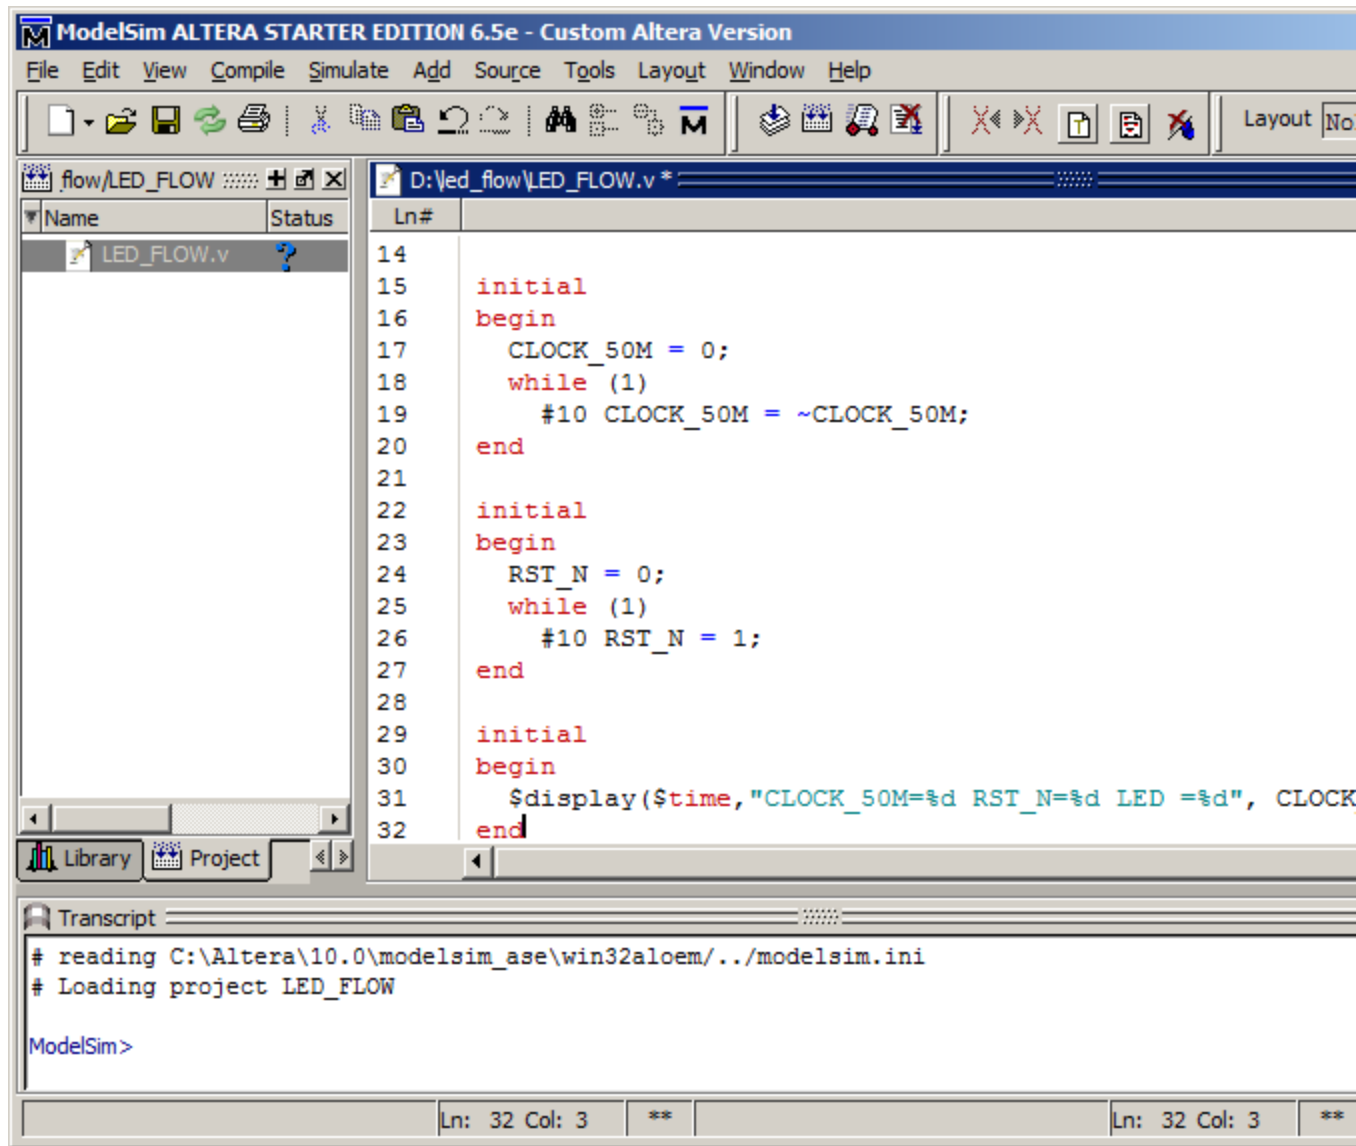 ModelSim ALTERA STARTER EDITION 6.5e - Custom Altera Version
File Edit View Compile Simulate Add Source Tools Layout Window Help
Layout No
flow/LED_FLOW
D:\led_flow\LED_FLOW.v *
Name Status
Ln#
LED_FLOW.v
14
15 initial
16 begin
17 CLOCK_50M = 0;
18 while (1)
19 #10 CLOCK_50M = ~CLOCK_50M;
20 end
21
22 initial
23 begin
24 RST_N = 0;
25 while (1)
26 #10 RST_N = 1;
27 end
28
29 initial
30 begin
31 $display($time,"CLOCK_50M=%d RST_N=%d LED =%d", CLOCK
32 end
Library Project
Transcript
# reading C:\Altera\10.0\modelsim_ase\win32aloem/../modelsim.ini
# Loading project LED_FLOW
ModelSim>
Ln: 32 Col: 3 ** Ln: 32 Col: 3 **